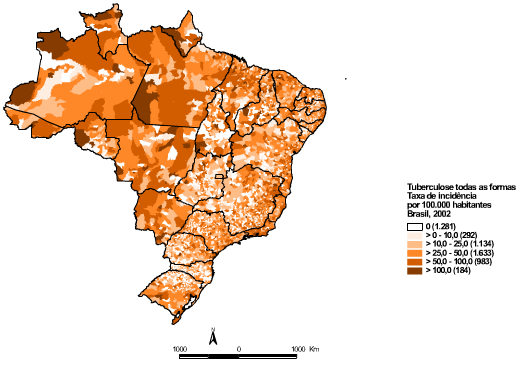 Tuberculose todas as formas
Taxa de incidência
por 100.000 habitantes
Brasil, 2002
0 (1.281)
> 0 - 10,0 (292)
> 10,0 - 25,0 (1.134)
> 25,0 - 50,0 (1.633)
> 50,0 - 100,0 (983)
> 100,0 (184)
N
1000 0 1000 Km